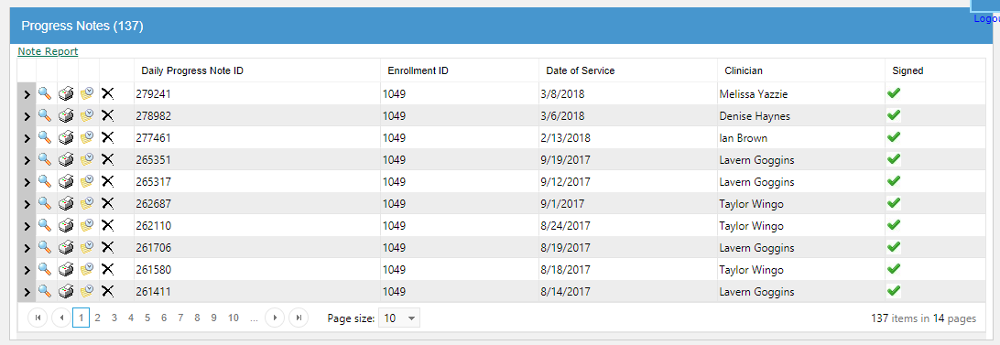 Logou
Progress Notes (137)
Note Report
Daily Progress Note ID Enrollment ID Date of Service Clinician Signed
279241 1049 3/8/2018 Melissa Yazzie
278982 1049 3/6/2018 Denise Haynes
277461 1049 2/13/2018 Ian Brown
265351 1049 9/19/2017 Lavern Goggins
265317 1049 9/12/2017 Lavern Goggins
262687 1049 9/1/2017 Taylor Wingo
262110 1049 8/24/2017 Taylor Wingo
261706 1049 8/19/2017 Lavern Goggins
261580 1049 8/18/2017 Taylor Wingo
261411 1049 8/14/2017 Lavern Goggins
1 2 3 4 5 6 7 8 9 10 ... Page size: 10 137 items in 14 pages